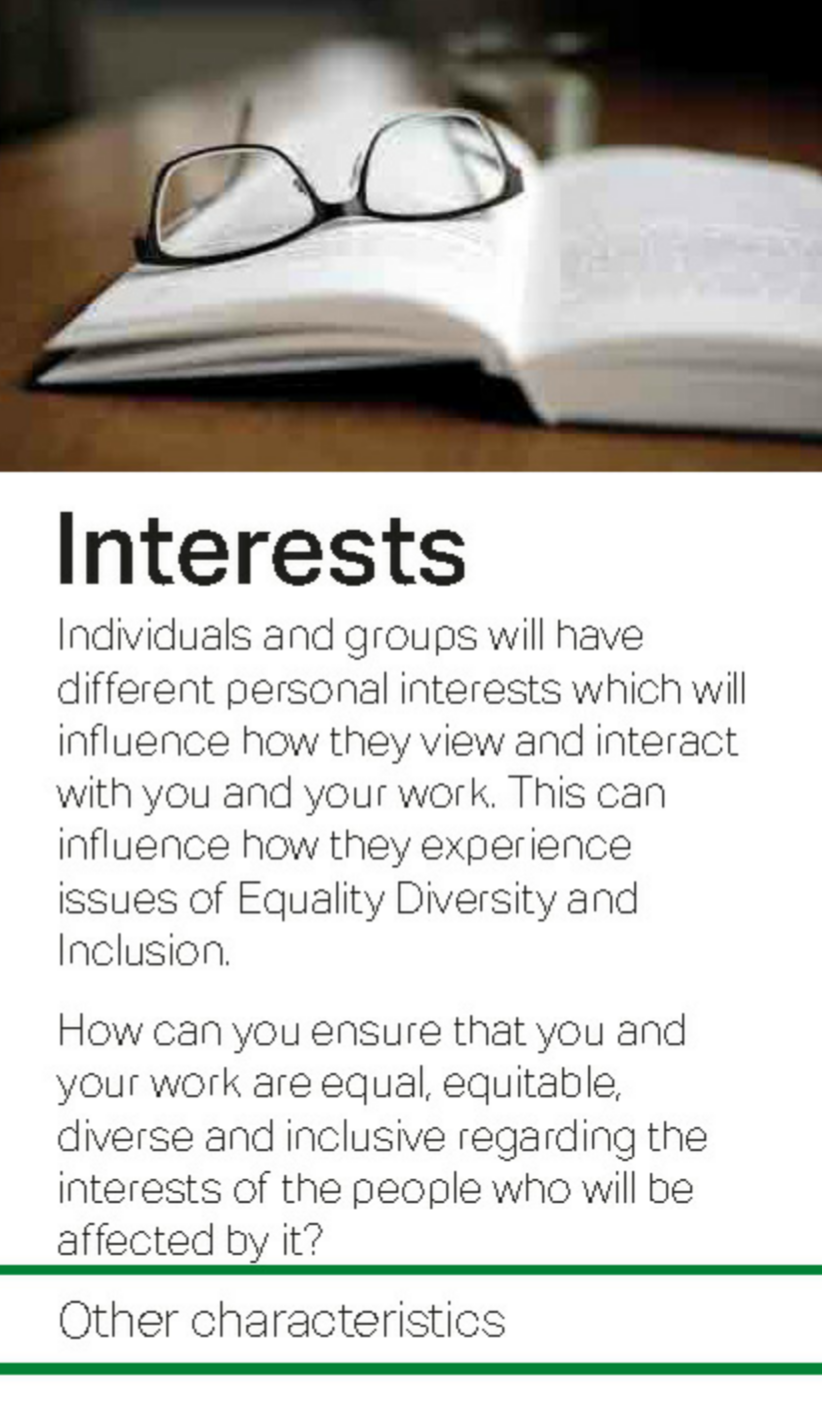 Interests
Individuals and groups will have
different personal interests which will
influence how they view and interact
with you and your work. This can
influence how they experience
issues of Equality Diversity and
Inclusion.
How can you ensure that you and
your work are equal, equitable,
diverse and inclusive regarding the
interests of the people who will be
affected by it?
Other characteristics